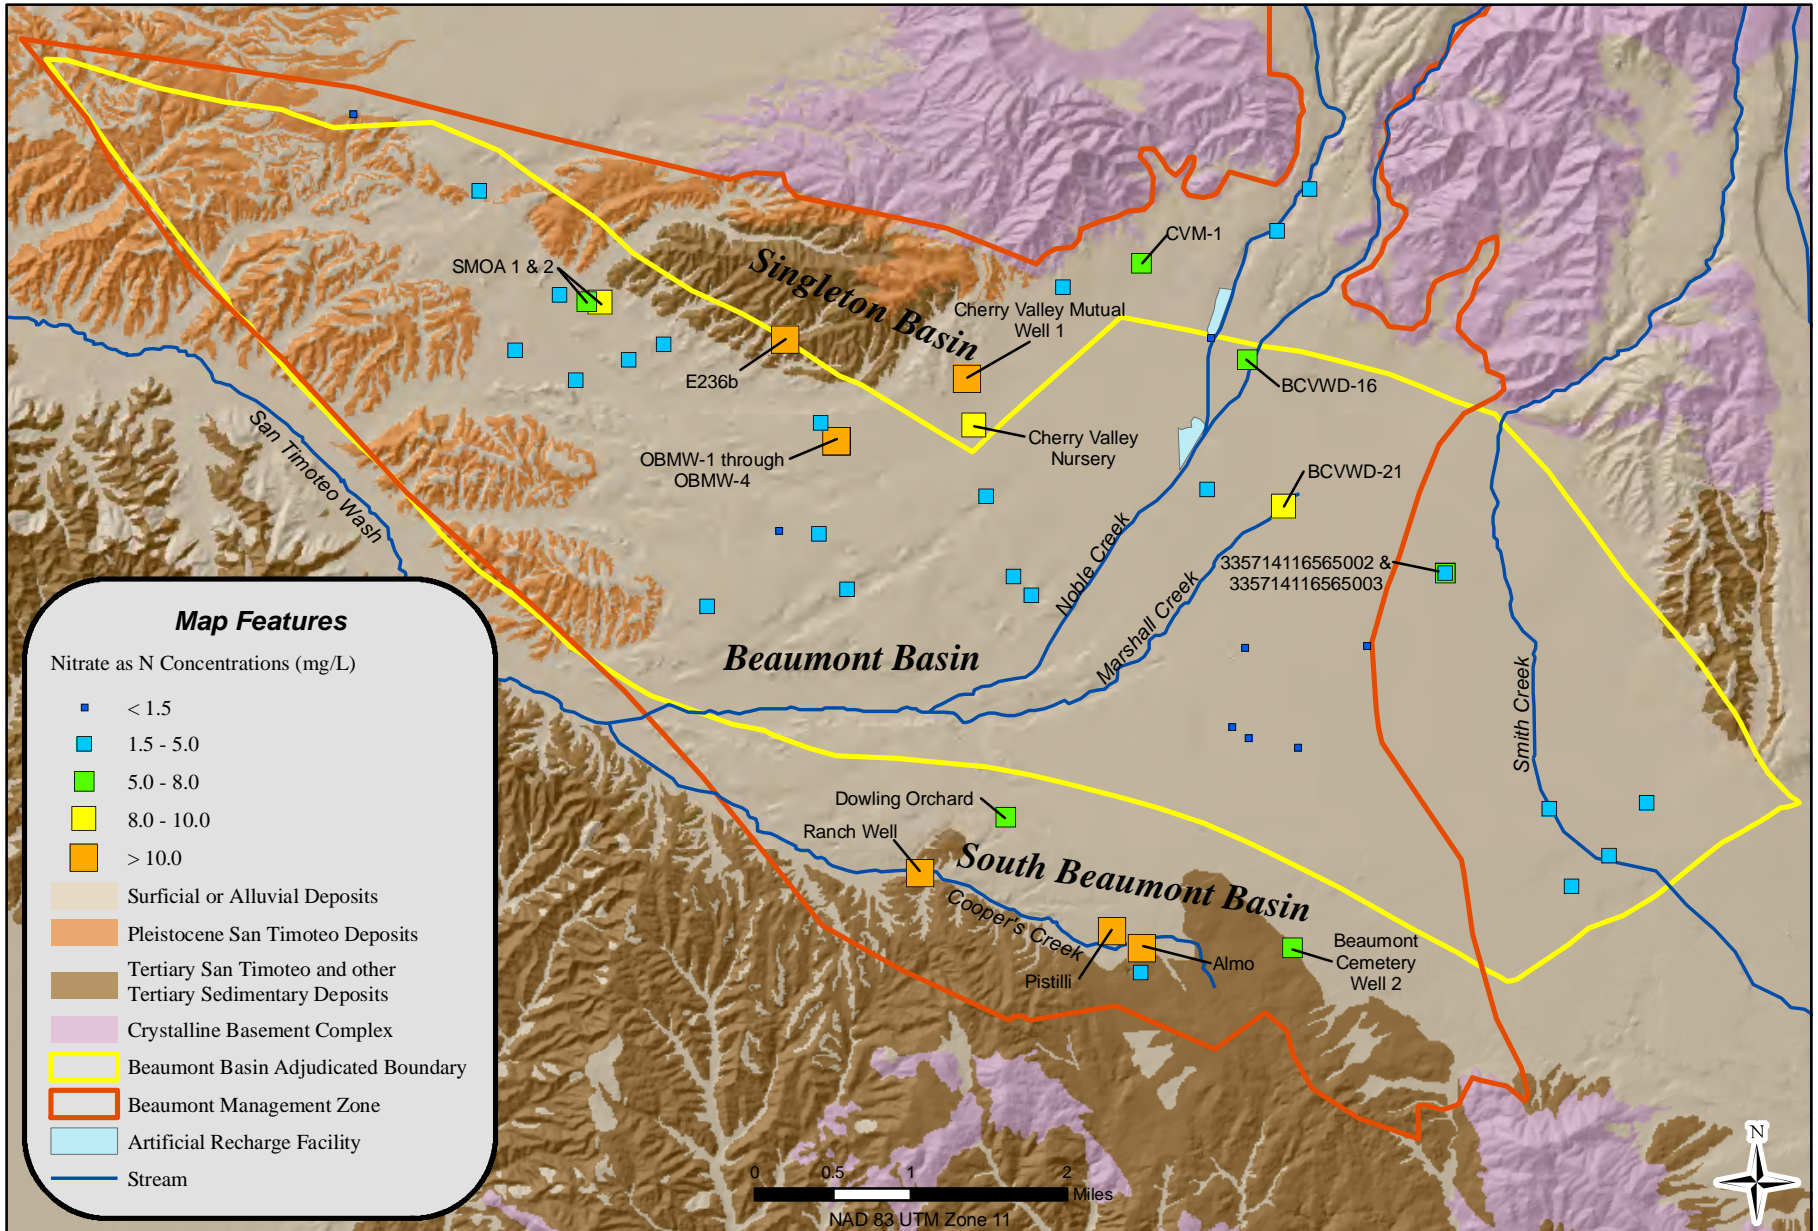 CVM-1
SMOA 1 & 2
Singleton Basin
Cherry Valley Mutual
Well 1
E236b
BCVWD-16
San Timoteo Wash
OBMW-1 through
OBMW-4
Cherry Valley
Nursery
BCVWD-21
Noble Creek
335714116565002 &
335714116565003
Marshall Creek
Beaumont Basin
Smith Creek
Dowling Orchard
Ranch Well
South Beaumont Basin
Cooper's Creek
Pistilli
Almo
Beaumont
Cemetery
Well 2
Map Features
Nitrate as N Concentrations (mg/L)
< 1.5
1.5 - 5.0
5.0 - 8.0
8.0 - 10.0
> 10.0
Surficial or Alluvial Deposits
Pleistocene San Timoteo Deposits
Tertiary San Timoteo and other
Tertiary Sedimentary Deposits
Crystalline Basement Complex
Beaumont Basin Adjudicated Boundary
Beaumont Management Zone
Artificial Recharge Facility
Stream
0 0.5 1 2
Miles
NAD 83 UTM Zone 11
N